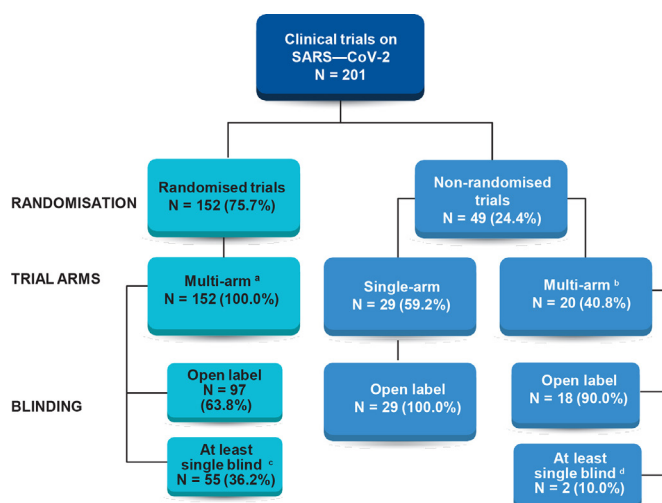 Clinical trials on
SARS—CoV-2
N = 201
RANDOMISATION
Randomised trials
N = 152 (75.7%)
Non-randomised
trials
N = 49 (24.4%)
TRIAL ARMS
Multi-arm a
N = 152 (100.0%)
Single-arm
N = 29 (59.2%)
Multi-arm b
N = 20 (40.8%)
BLINDING
Open label
N = 97
(63.8%)
Open label
N = 29 (100.0%)
Open label
N = 18 (90.0%)
At least
single blind c
N = 55 (36.2%)
At least
single blind d
N = 2 (10.0%)